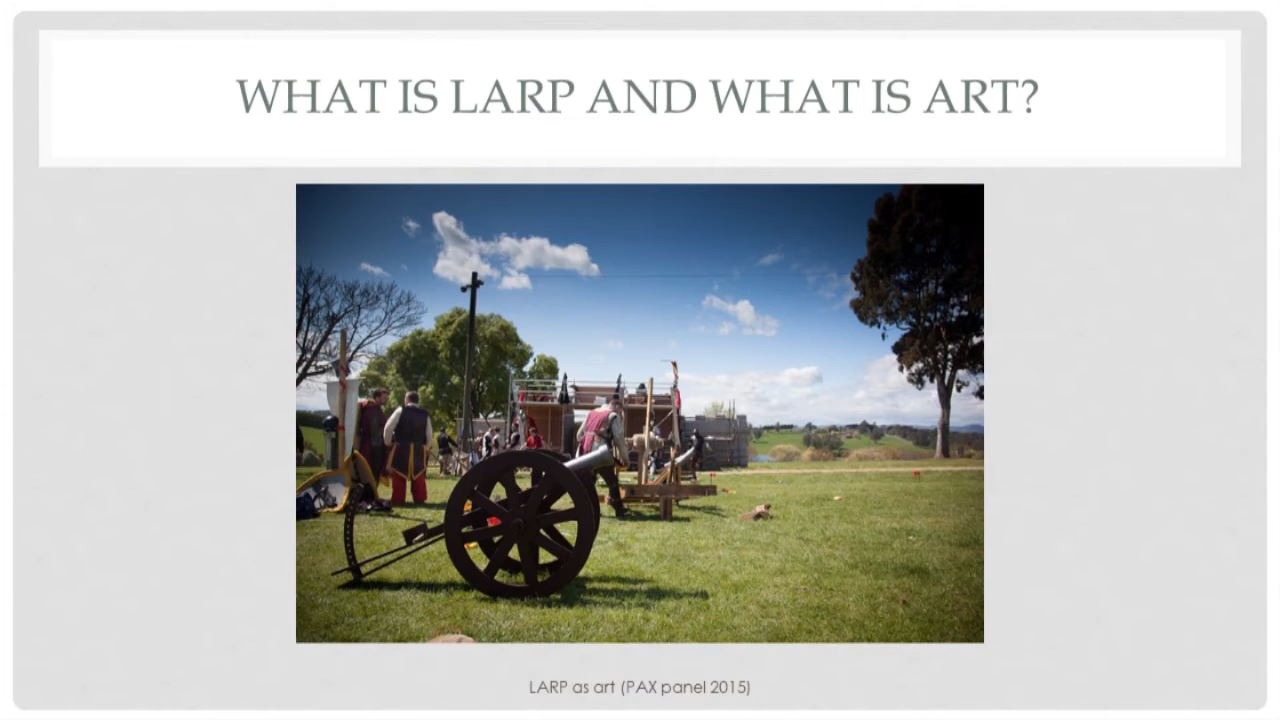 WHAT IS LARP AND WHAT IS ART?
LARP as art (PAX panel 2015)